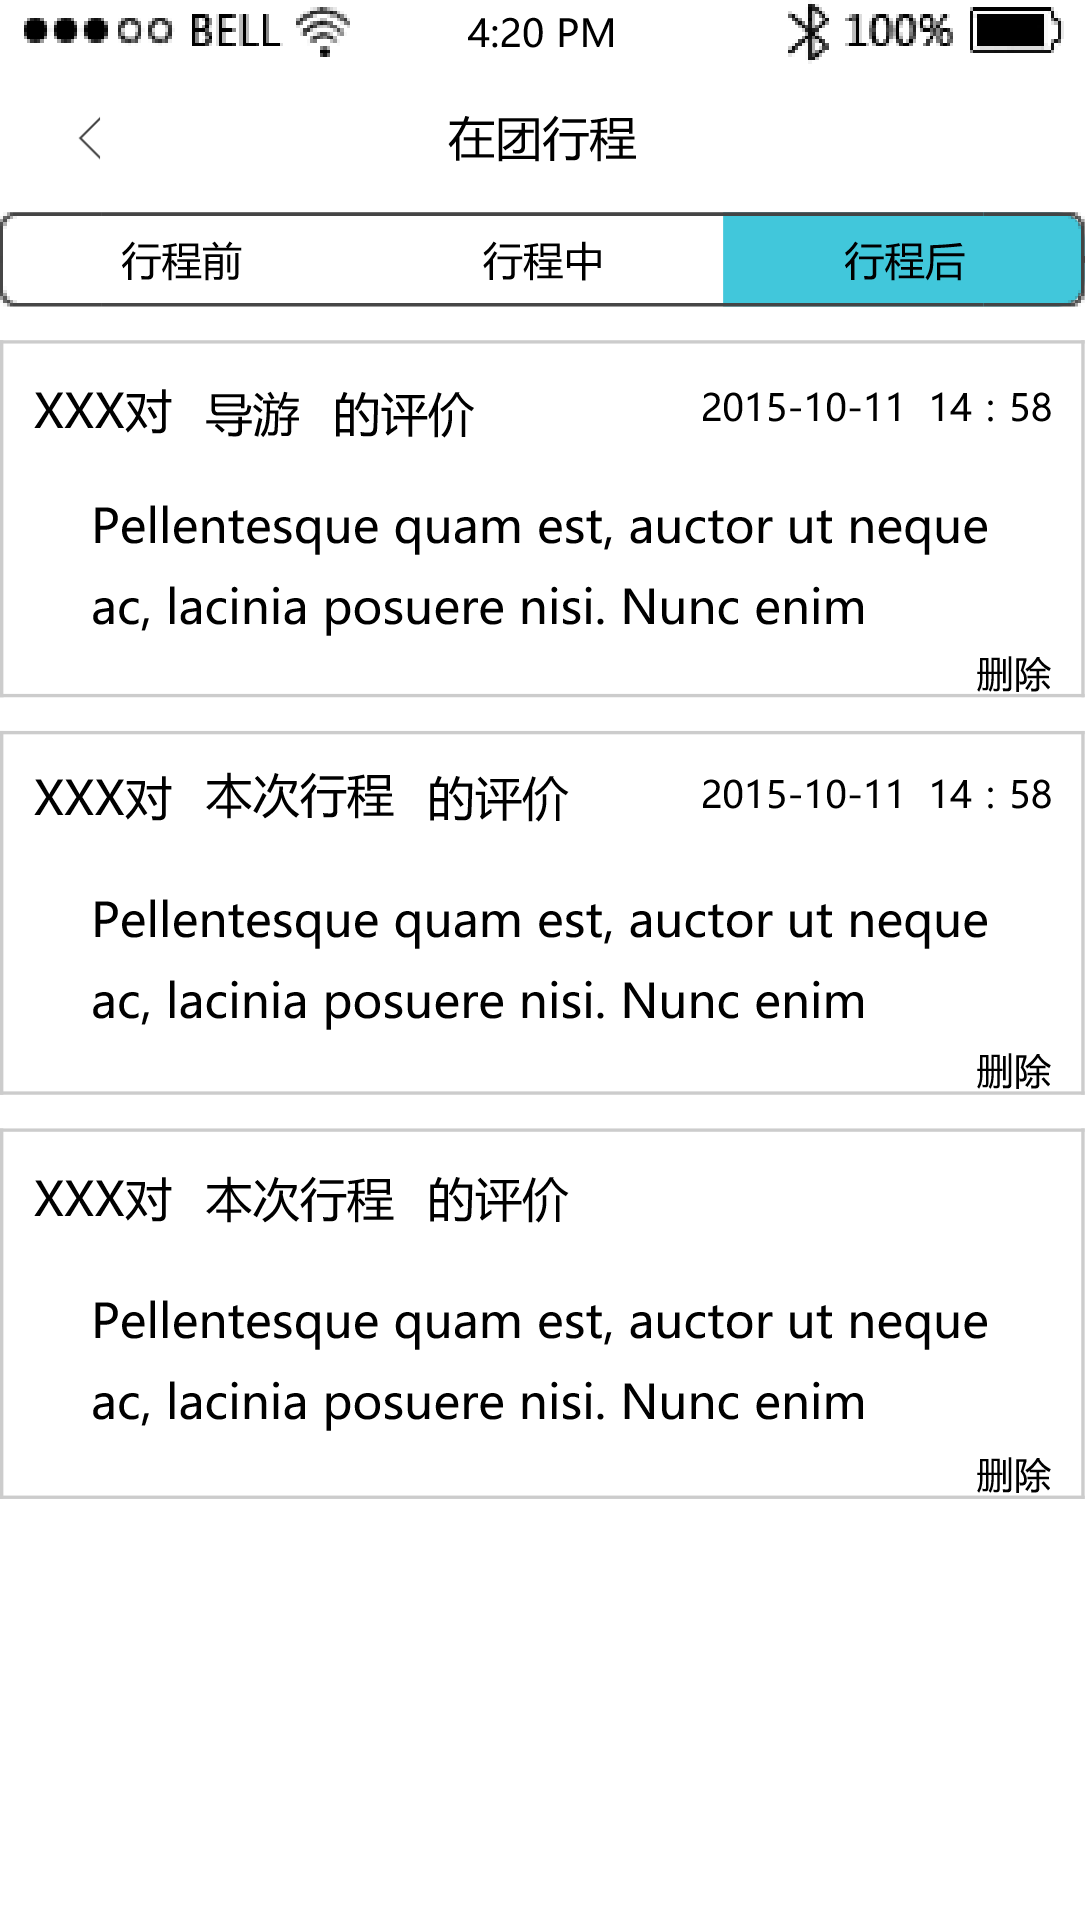 BELL 4:20 PM 100%
在团行程
行程前 行程中 行程后
XXX对 导游 的评价 2015-10-11 14：58
Pellentesque quam est, auctor ut neque
ac, lacinia posuere nisi. Nunc enim
删除
XXX对 本次行程 的评价 2015-10-11 14：58
Pellentesque quam est, auctor ut neque
ac, lacinia posuere nisi. Nunc enim
删除
XXX对 本次行程 的评价
Pellentesque quam est, auctor ut neque
ac, lacinia posuere nisi. Nunc enim
删除